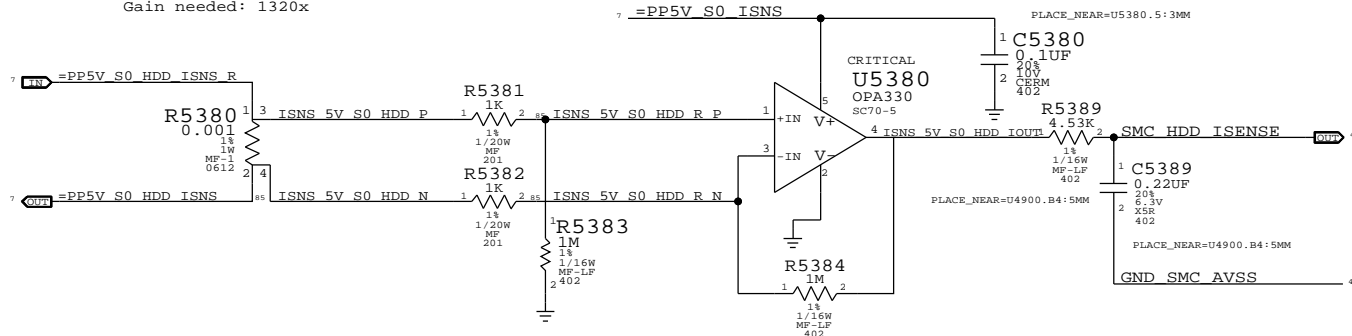 Gain needed: 1320x
7 =PP5V_S0_ISNS
PLACE_NEAR=U5380.5:3MM
1 C5380
0.1UF
20%
10V
2 CERM
402
CRITICAL
U5380
OPA330
SC70-5
7 IN =PP5V_S0_HDD_ISNS_R
R5380 1 3
0.001
1%
1W
MF-1
0612
2 4
ISNS_5V_S0_HDD_P
R5381
1 1K 2
1%
1/20W
MF
201
85 ISNS_5V_S0_HDD_R_P
1 +IN
3 -IN
5 V+
V-
2
4 ISNS_5V_S0_HDD_IOUT
R5389
1 4.53K 2
1%
1/16W
MF-LF
402
SMC_HDD_ISENSE
OUT
1 C5389
0.22UF
20%
6.3V
2 X5R
402
7 OUT =PP5V_S0_HDD_ISNS
85 ISNS_5V_S0_HDD_N
R5382
1 1K 2
1%
1/20W
MF
201
85 ISNS_5V_S0_HDD_R_N
PLACE_NEAR=U4900.B4:5MM
1 R5383
1M
1%
1/16W
MF-LF
2 402
PLACE_NEAR=U4900.B4:5MM
R5384
1 1M 2
1%
1/16W
MF-LF
402
GND_SMC_AVSS